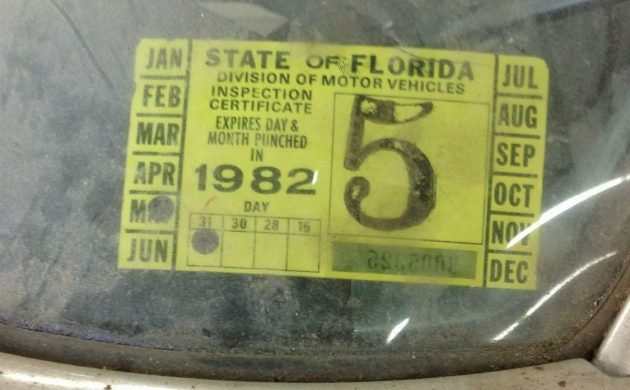 STATE OF FLORIDA
DIVISION OF MOTOR VEHICLES
INSPECTION
CERTIFICATE
EXPIRES DAY &
MONTH PUNCHED
IN
1982
DAY
31 30 28 15
5
JAN
FEB
MAR
APR
JUN
JUL
AUG
SEP
OCT
NOV
DEC